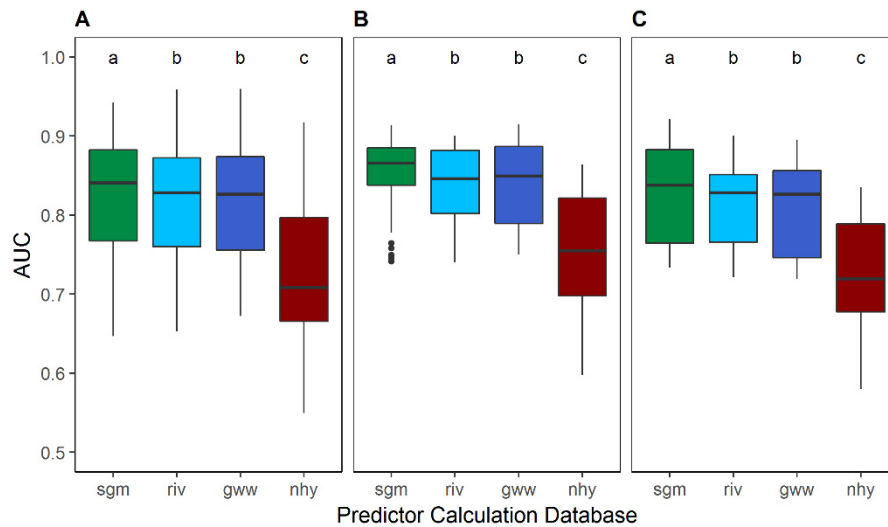 A B C
a b b c a b b c a b b c
1.0
0.9
0.8
0.7
0.6
0.5
AUC
sgm riv gww nhy sgm riv gww nhy sgm riv gww nhy
Predictor Calculation Database